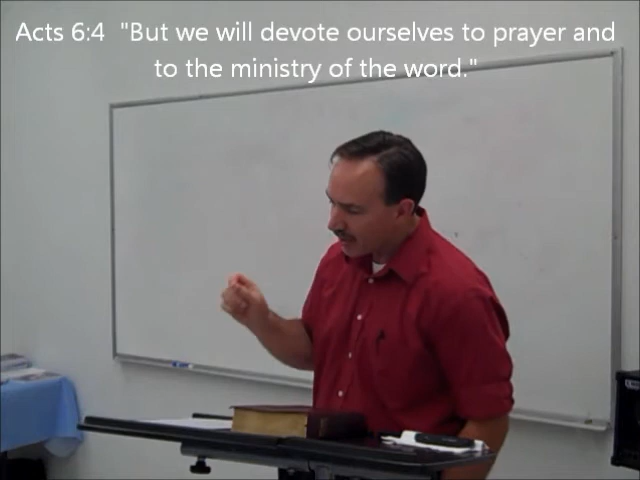 Acts 6:4  "But we will devote ourselves to prayer and
to the ministry of the word."